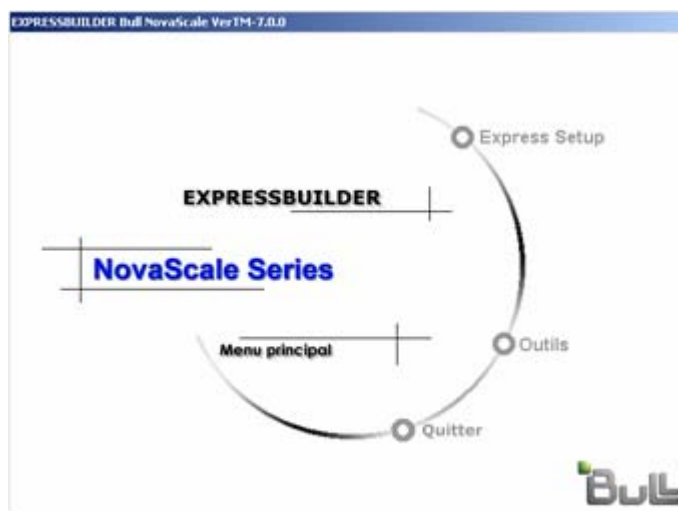 EXPRESSBUILDER Bull NovaScale VerTM-7.0.0
Express Setup
EXPRESSBUILDER
NovaScale Series
Outils
Menu principal
Quitter
Bull